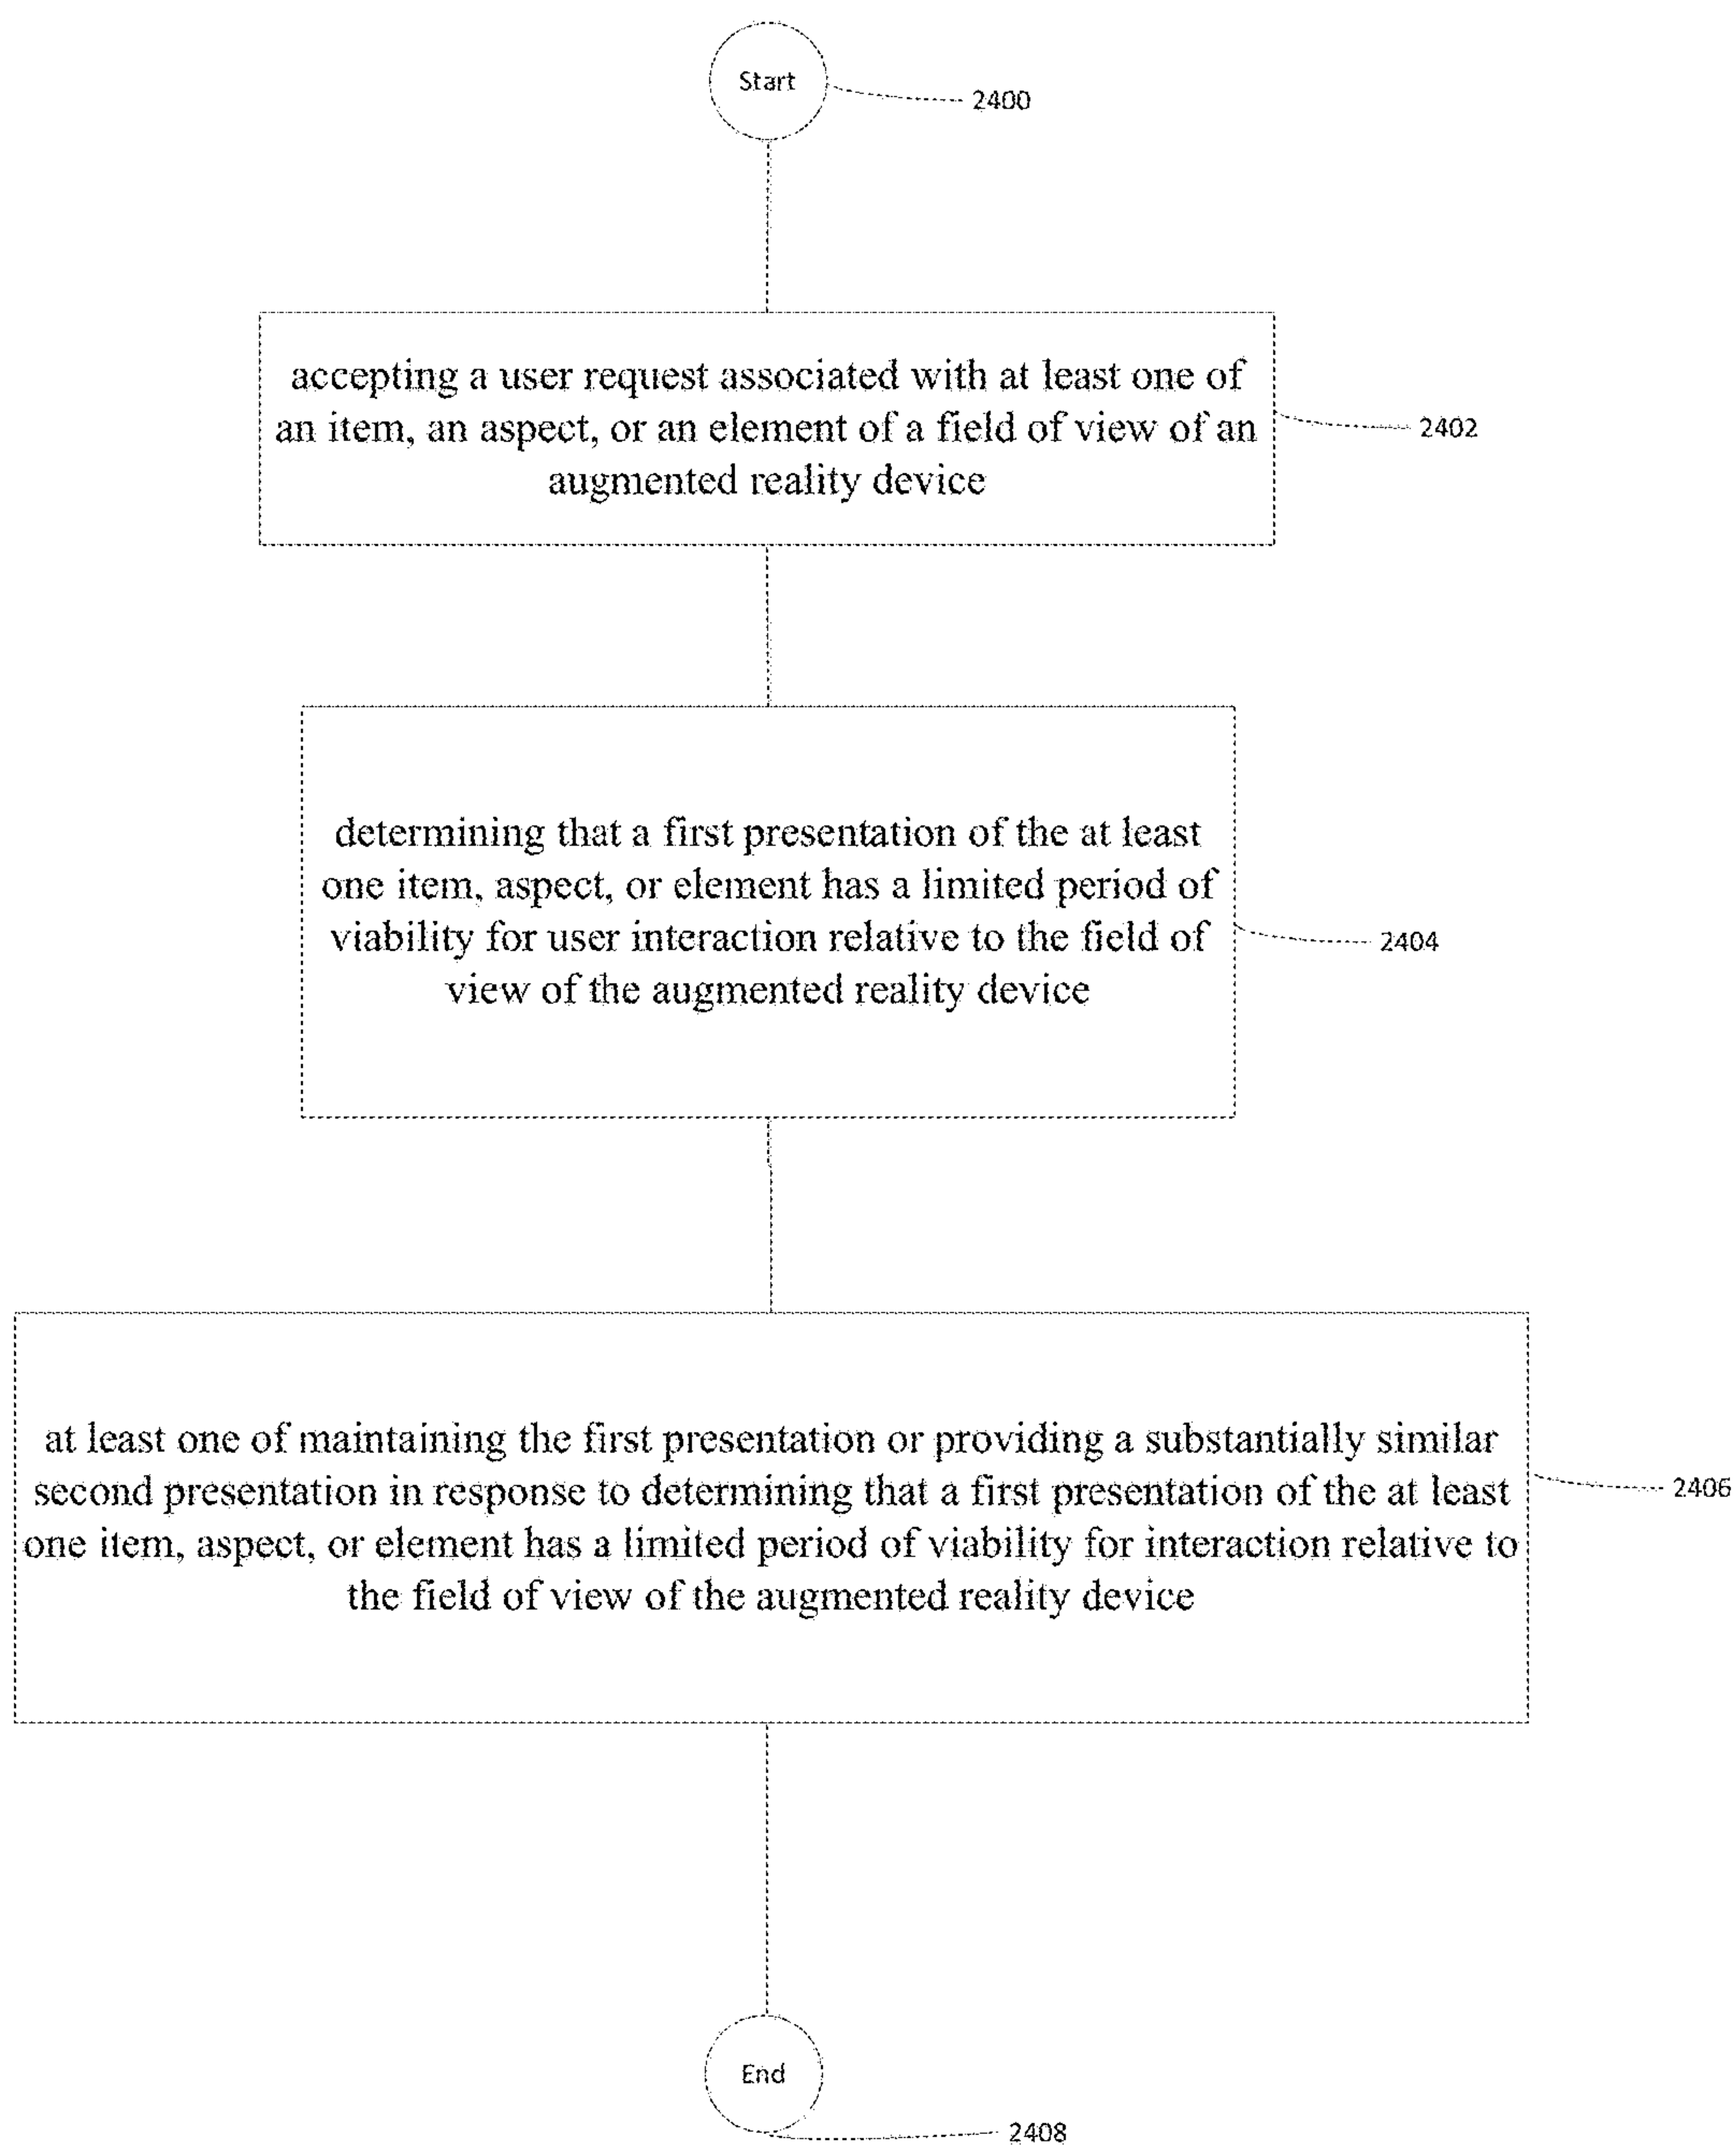 Start
2400
accepting a user request associated with at least one of
an item, an aspect, or an element of a field of view of an
augmented reality device
2402
determining that a first presentation of the at least
one item, aspect, or element has a limited period of
viability for user interaction relative to the field of
view of the augmented reality device
2404
at least one of maintaining the first presentation or providing a substantially similar
second presentation in response to determining that a first presentation of the at least
one item, aspect, or element has a limited period of viability for interaction relative to
the field of view of the augmented reality device
2406
End
2408